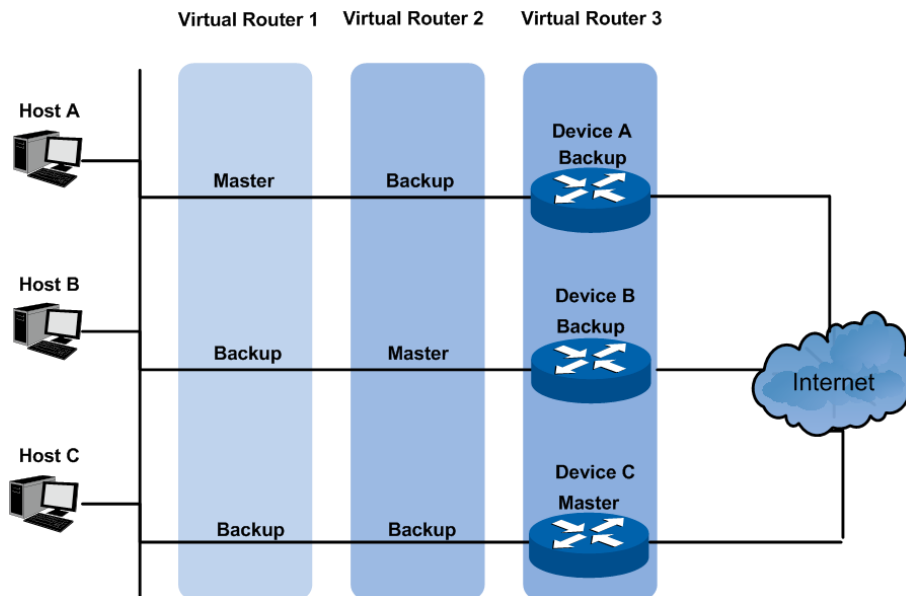 Virtual Router 1
Virtual Router 2
Virtual Router 3
Host A
Device A
Backup
Master
Backup
Host B
Device B
Backup
Backup
Master
Internet
Host C
Device C
Master
Backup
Backup